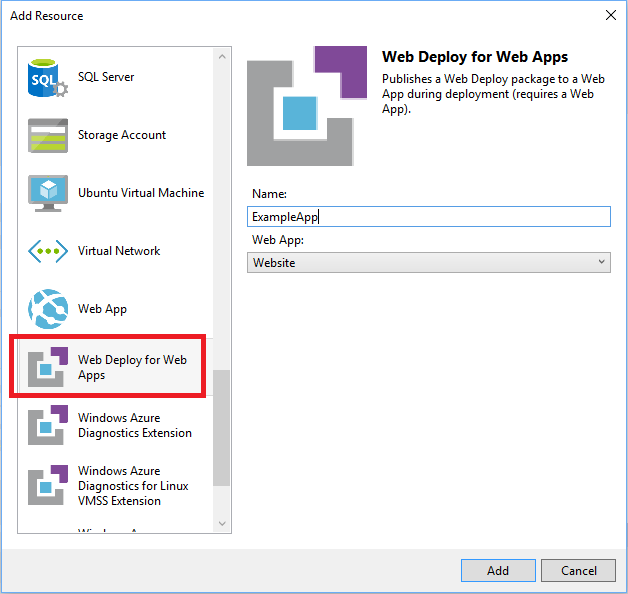 Add Resource
SQL
SQL Server
Storage Account
Ubuntu Virtual Machine
Virtual Network
Web App
Web Deploy for Web
Apps
Windows Azure
Diagnostics Extension
Windows Azure
Diagnostics for Linux
VMSS Extension
Web Deploy for Web Apps
Publishes a Web Deploy package to a Web
App during deployment (requires a Web
App).
Name:
ExampleApp
Web App:
Website
Add
Cancel